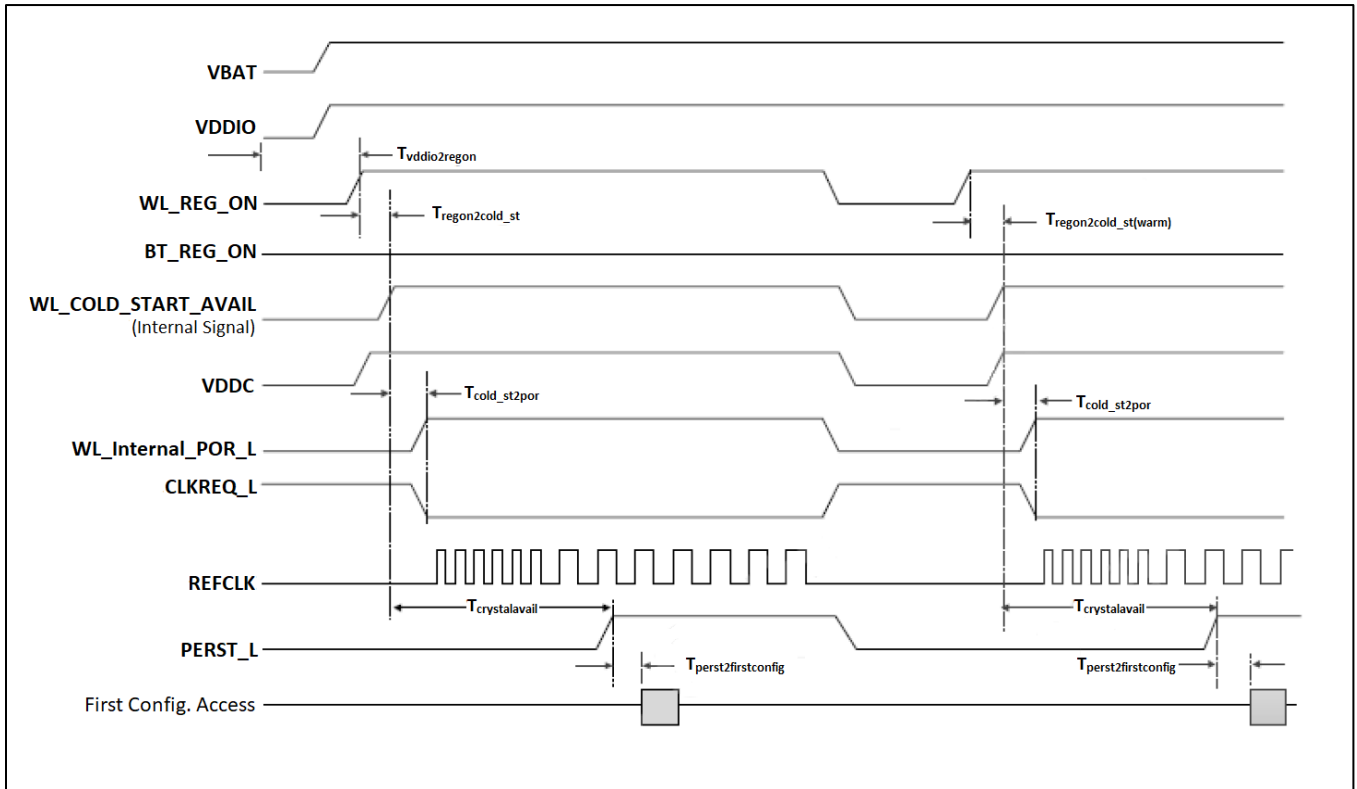 VBAT
VDDIO
Tvddio2regon
WL_REG_ON
Tregon2cold_st
Tregon2cold_st(warm)
BT_REG_ON
WL_COLD_START_AVAIL
(Internal Signal)
VDDC
Tcold_st2por
Tcold_st2por
WL_Internal_POR_L
CLKREQ_L
REFCLK
Tcrystalavail
Tcrystalavail
PERST_L
Tperst2firstconfig
Tperst2firstconfig
First Config. Access